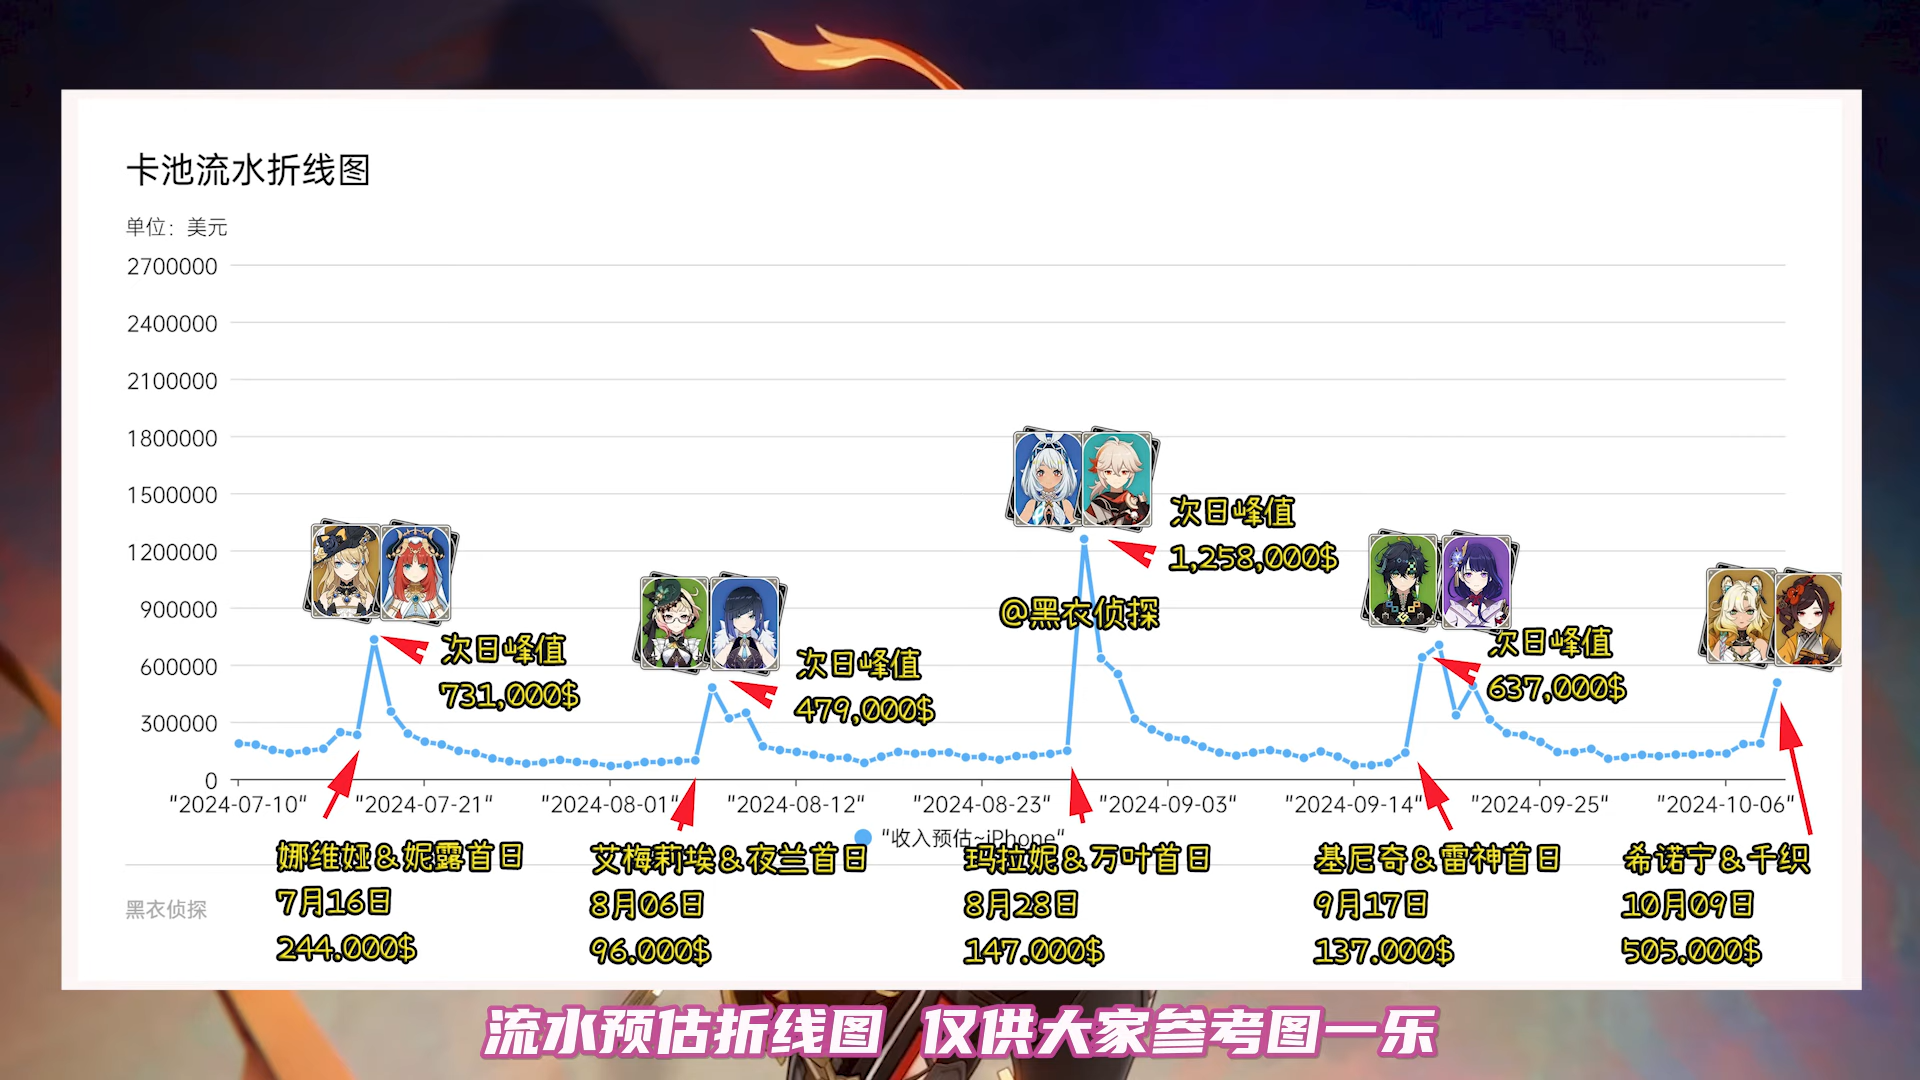 卡池流水折线图
单位：美元
2700000
2400000
2100000
1800000
1500000
1200000
900000
600000
300000
0
次日峰值
731,000$
次日峰值
479,000$
次日峰值
1,258,000$
@黑衣侦探
次日峰值
637,000$
"2024-07-10" "2024-07-21" "2024-08-01" "2024-08-12" "2024-08-23" "2024-09-03" "2024-09-14" "2024-09-25" "2024-10-06"
"收入预估~iPhone"
娜维娅&妮露首日
7月16日
244.000$
艾梅莉埃&夜兰首日
8月06日
96.000$
玛拉妮&万叶首日
8月28日
147.000$
基尼奇&雷神首日
9月17日
137.000$
希诺宁&千织
10月09日
505.000$
黑衣侦探
流水预估折线图 仅供大家参考图一乐